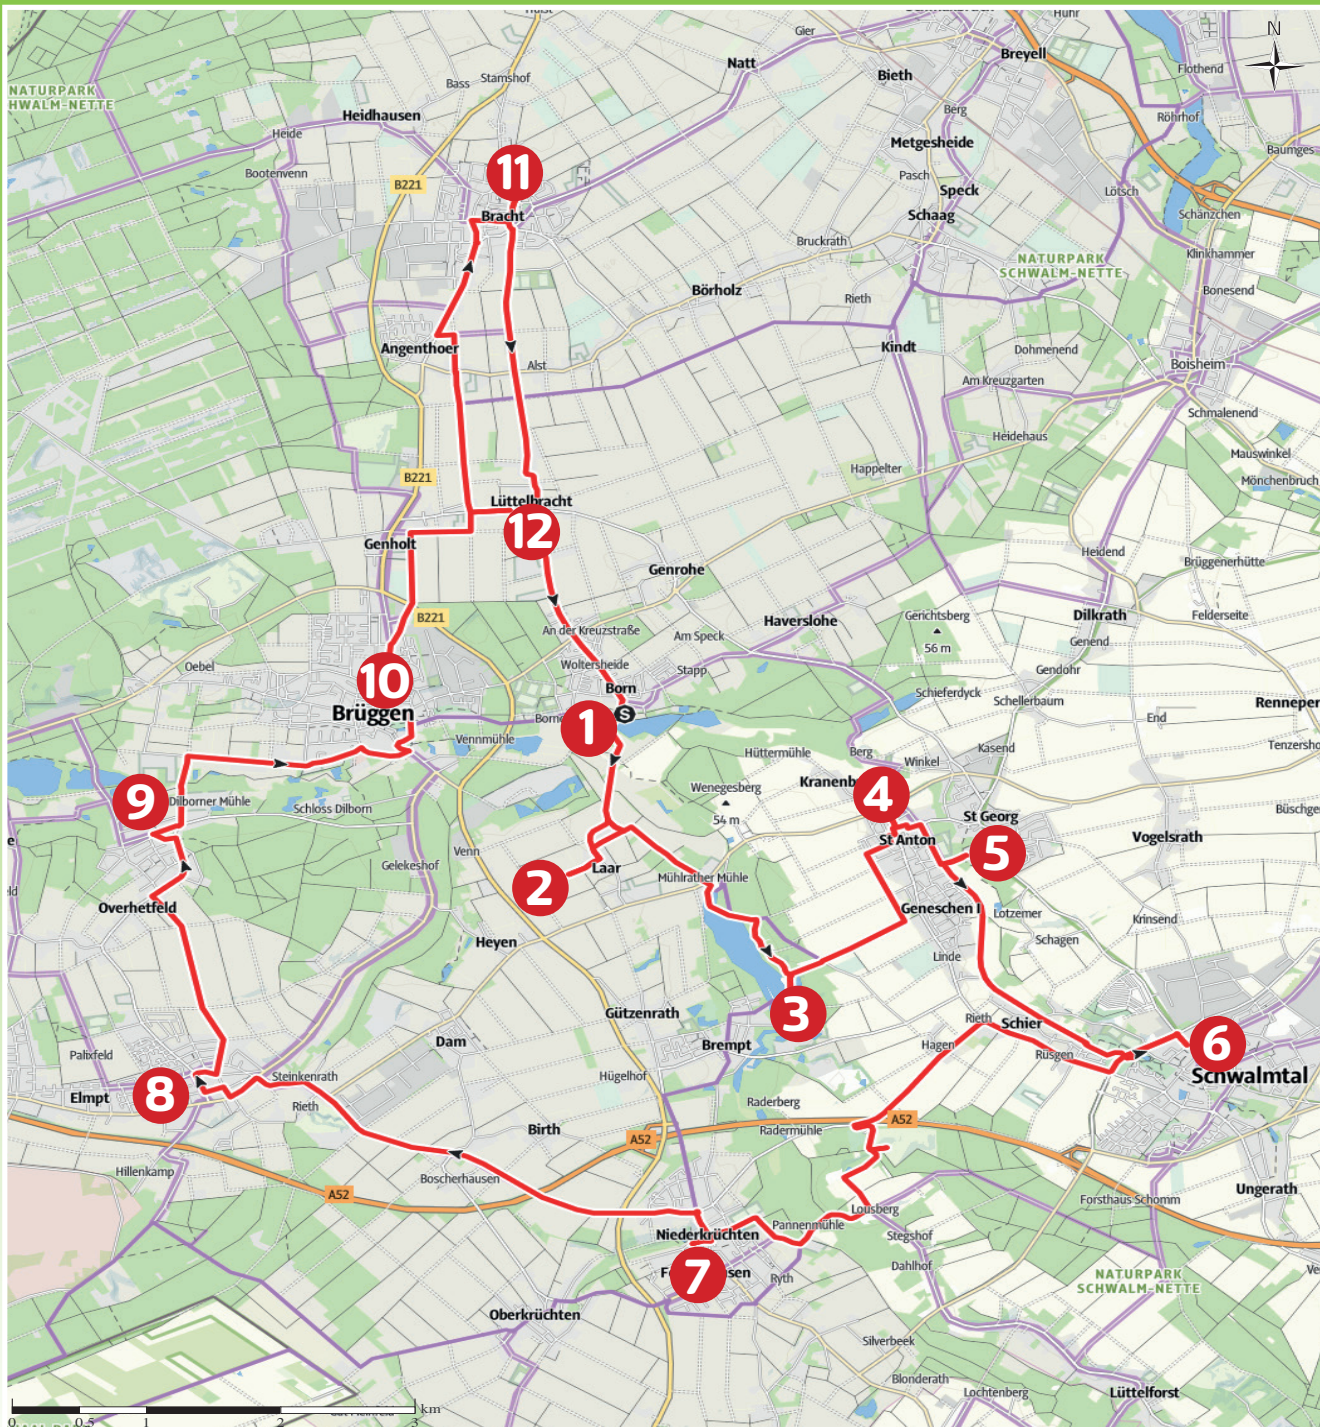 Natt
Gier
Huhr
Breyell
N
Bieth
Flothend
Bass
Stamshof
NATURPARK
HWALM-NETTE
Heidhausen
Berg
Röhrhof
Heide
Metgesheide
Baumges
Bootenvenn
11
B221
Pasch
Speck
Lötsch
Bracht
Schaag
Schänzchen
Bruckrath
Klinkhammer
NATURPARK
SCHWALM-NETTE
Börholz
Rieth
Bonesend
Angenthoer
Kindt
Dohmenend
Alst
Boisheim
Am Kreuzgarten
Schmalenend
Heidehaus
Mauswinkel
B221
Happelter
Mönchenbruch
Lüttelbracht
12
Genholt
Heidend
Brüggenerhütte
Genrohe
B221
Haverslohe
Gerichtsberg
56 m
Dilkrath
Felderseite
An der Kreuzstraße
Am Speck
Genend
Oebel
Woltersheide
Stapp
Gendohr
10
Born
Schieferdyck
Schellerbaum
Renneper
Brüggen
Borne
S
1
End
Vennmühle
Hüttermühle
Berg
Kasend
Tenzersho
Winkel
9
Dilborner Mühle
Schloss Dilborn
Wenegesberg
54 m
Kranenb
4
St Georg
Büschge
St Anton
Vogelsrath
Venn
Gelekeshof
Laar
2
Mühlrather Mühle
5
Overhetfeld
Geneschen
Lotzemer
Krinsend
Heyen
Schagen
Linde
3
Gützenrath
Rieth
Schier
Dam
Brempt
Hagen
Rüsgen
6
Palixfeld
Schwalmtal
Steinkenrath
Hügelhof
Elmpt
8
Rieth
Raderberg
A52
Birth
Radermühle
A52
Hillenkamp
Boscherhausen
A52
Forsthaus Schomm
Ungerath
Lousberg
Pannenmühle
Niederkrüchten
Stegshof
7
F
sen
Ryth
Dahlhof
NATURPARK
SCHWALM-NETTE
Oberkrüchten
Silverbeek
Blonderath
Lochtenberg
Lüttelforst
0
0,5
1
2
3
km